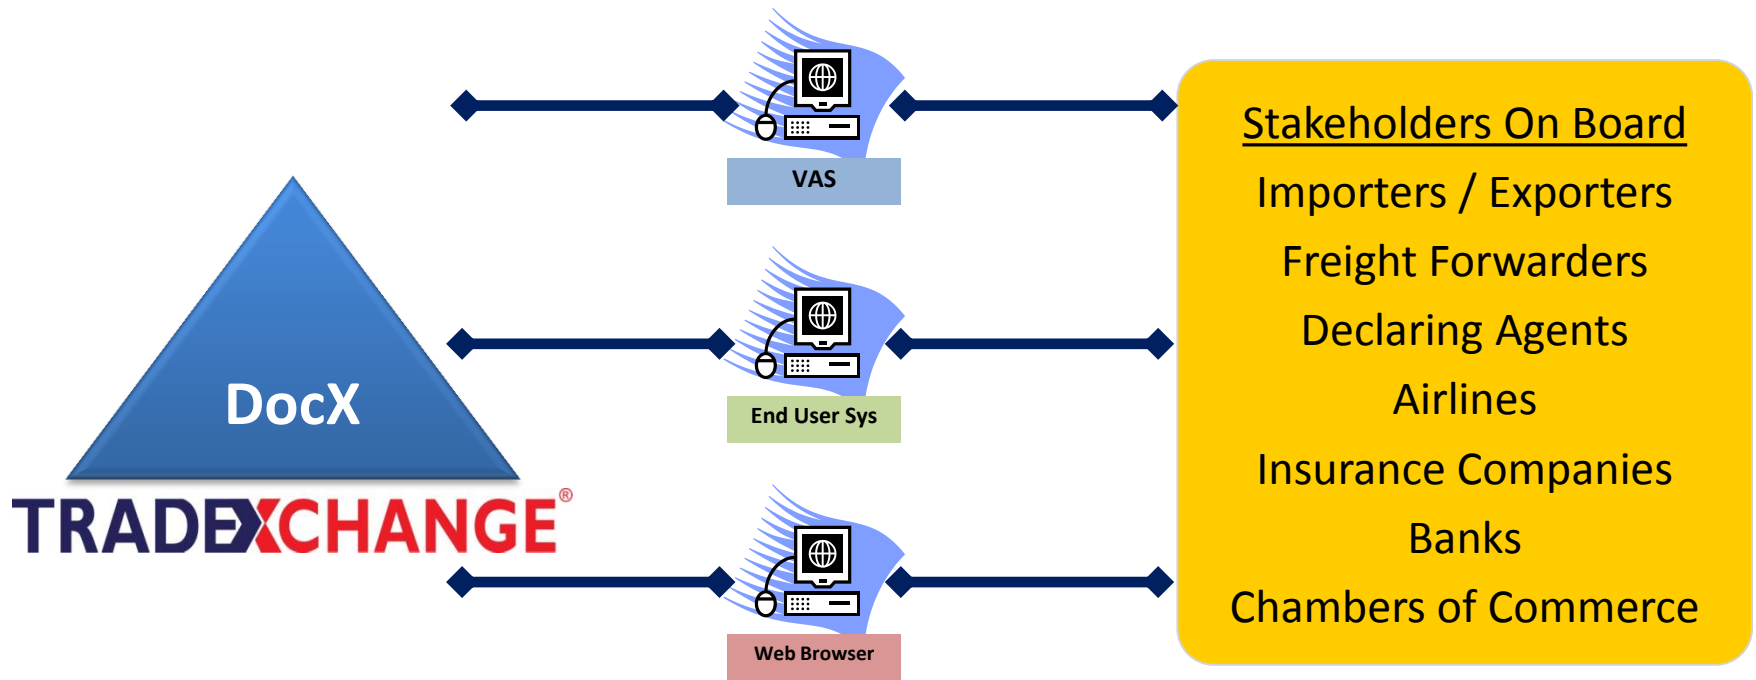 DocX
TRADEXCHANGE®
VAS
End User Sys
Web Browser
Stakeholders On Board
Importers / Exporters
Freight Forwarders
Declaring Agents
Airlines
Insurance Companies
Banks
Chambers of Commerce